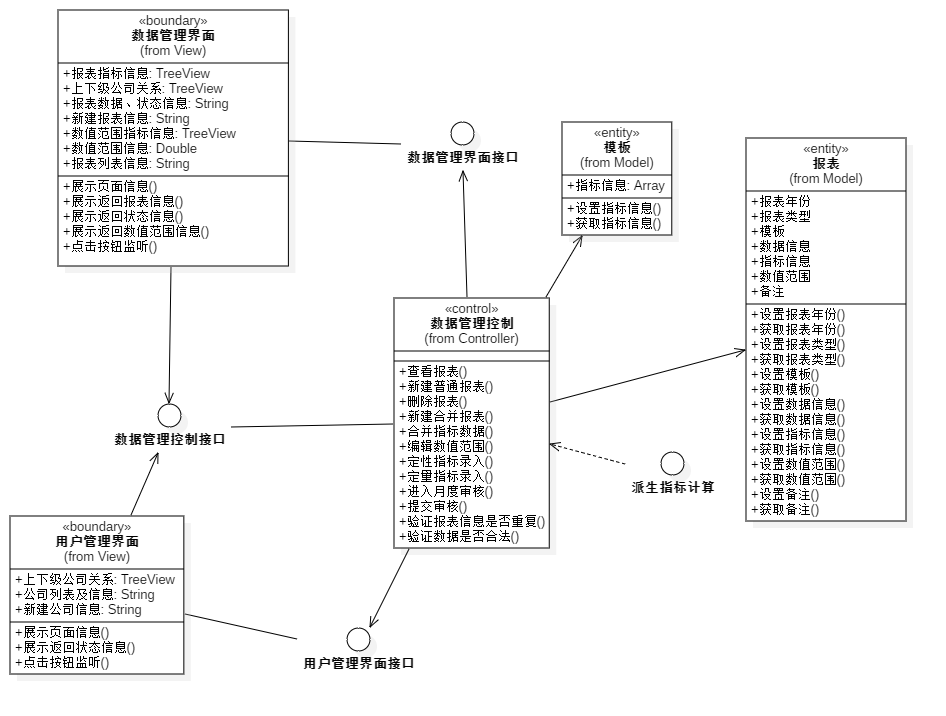 «boundary»
数据管理界面
(from View)
+报表指标信息: TreeView
+上下级公司关系: TreeView
+报表数据、状态信息: String
+新建报表信息: String
+数值范围指标信息: TreeView
+数值范围信息: Double
+报表列表信息: String
+展示页面信息()
+展示返回报表信息()
+展示返回状态信息()
+展示返回数值范围信息()
+点击按钮监听()
数据管理界面接口
«entity»
模板
(from Model)
+指标信息: Array
+设置指标信息()
+获取指标信息()
«entity»
报表
(from Model)
+报表年份
+报表类型
+模板
+数据信息
+指标信息
+数值范围
+备注
+设置报表年份()
+获取报表年份()
+设置报表类型()
+获取报表类型()
+设置模板()
+获取模板()
+设置数据信息()
+获取数据信息()
+设置指标信息()
+获取指标信息()
+设置数值范围()
+获取数值范围()
+设置备注()
+获取备注()
«control»
数据管理控制
(from Controller)
+查看报表()
+新建普通报表()
+删除报表()
+新建合并报表()
+合并指标数据()
+编辑数值范围()
+定性指标录入()
+定量指标录入()
+进入月度审核()
+提交审核()
+验证报表信息是否重复()
+验证数据是否合法()
数据管理控制接口
派生指标计算
«boundary»
用户管理界面
(from View)
+上下级公司关系: TreeView
+公司列表及信息: String
+新建公司信息: String
+展示页面信息()
+展示返回状态信息()
+点击按钮监听()
用户管理界面接口